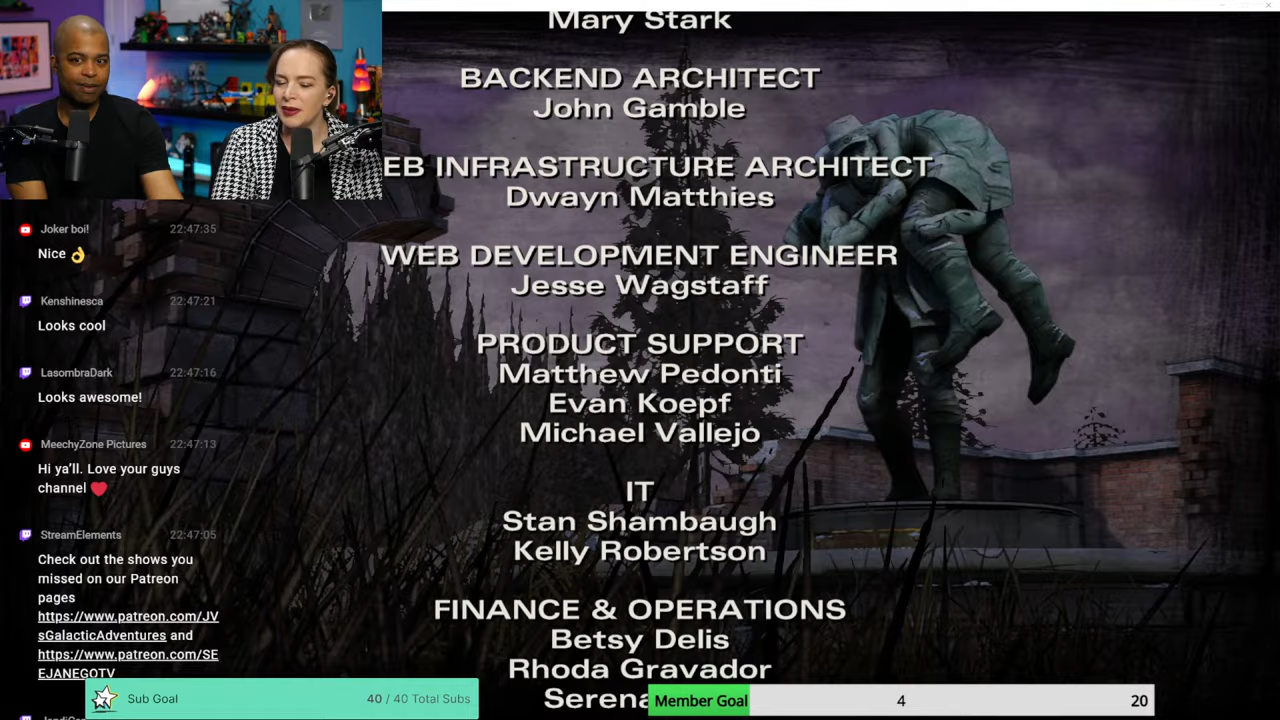 Mary Stark
BACKEND ARCHITECT
John Gamble
EB INFRASTRUCTURE ARCHITECT
Dwayn Matthies
WEB DEVELOPMENT ENGINEER
Jesse Wagstaff
PRODUCT SUPPORT
Matthew Pedonti
Evan Koepf
Michael Vallejo
IT
Stan Shambaugh
Kelly Robertson
FINANCE & OPERATIONS
Betsy Delis
Rhoda Gravador
Serena
Joker boi! 22:47:35
Nice 👌
Kenshinesca 22:47:21
Looks cool
LasombraDark 22:47:16
Looks awesome!
MeechyZone Pictures 22:47:13
Hi ya'll. Love your guys
channel ❤️
StreamElements 22:47:05
Check out the shows you
missed on our Patreon
pages
https://www.patreon.com/JV
sGalacticAdventures and
https://www.patreon.com/SE
EJANEGOTV
Sub Goal 40 / 40 Total Subs
Member Goal 4 20